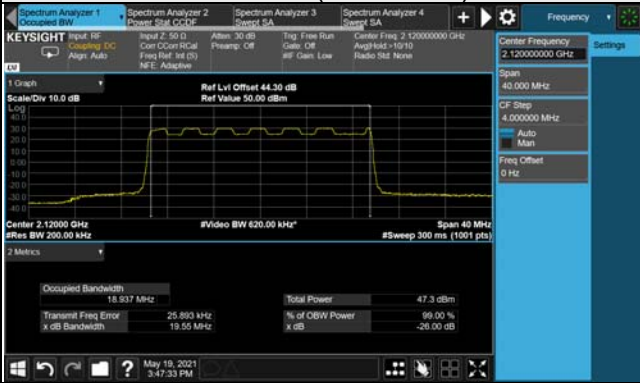 Spectrum Analyzer 1
Occupied BW
Spectrum Analyzer 2
Power Stat CCDF
Spectrum Analyzer 3
Swept SA
Spectrum Analyzer 4
Swept SA
Frequency
KEYSIGHT
Input: RF
Coupling: DC
Align: Auto
Input Z: 50 Ω
Corr CCorr RCal
Freq Ref: Int (S)
NFE: Adaptive
Atten: 30 dB
Preamp: Off
Trig: Free Run
Gate: Off
#IF Gain: Low
Center Freq: 2.120000000 GHz
Avg|Hold:>10/10
Radio Std: None
Center Frequency
2.120000000 GHz
Settings
Span
40.000 MHz
CF Step
4.000000 MHz
Auto
Man
Freq Offset
0 Hz
1 Graph
Scale/Div 10.0 dB
Ref Lvl Offset 44.30 dB
Ref Value 50.00 dBm
Log
40.0
30.0
20.0
10.0
0.00
-10.0
-20.0
-30.0
-40.0
Center 2.12000 GHz
#Res BW 200.00 kHz
#Video BW 620.00 kHz*
Span 40 MHz
#Sweep 300 ms (1001 pts)
2 Metrics
Occupied Bandwidth
18.937 MHz
Total Power
47.3 dBm
Transmit Freq Error
25.893 kHz
% of OBW Power
99.00 %
x dB Bandwidth
19.55 MHz
x dB
-26.00 dB
May 19, 2021
3:47:33 PM